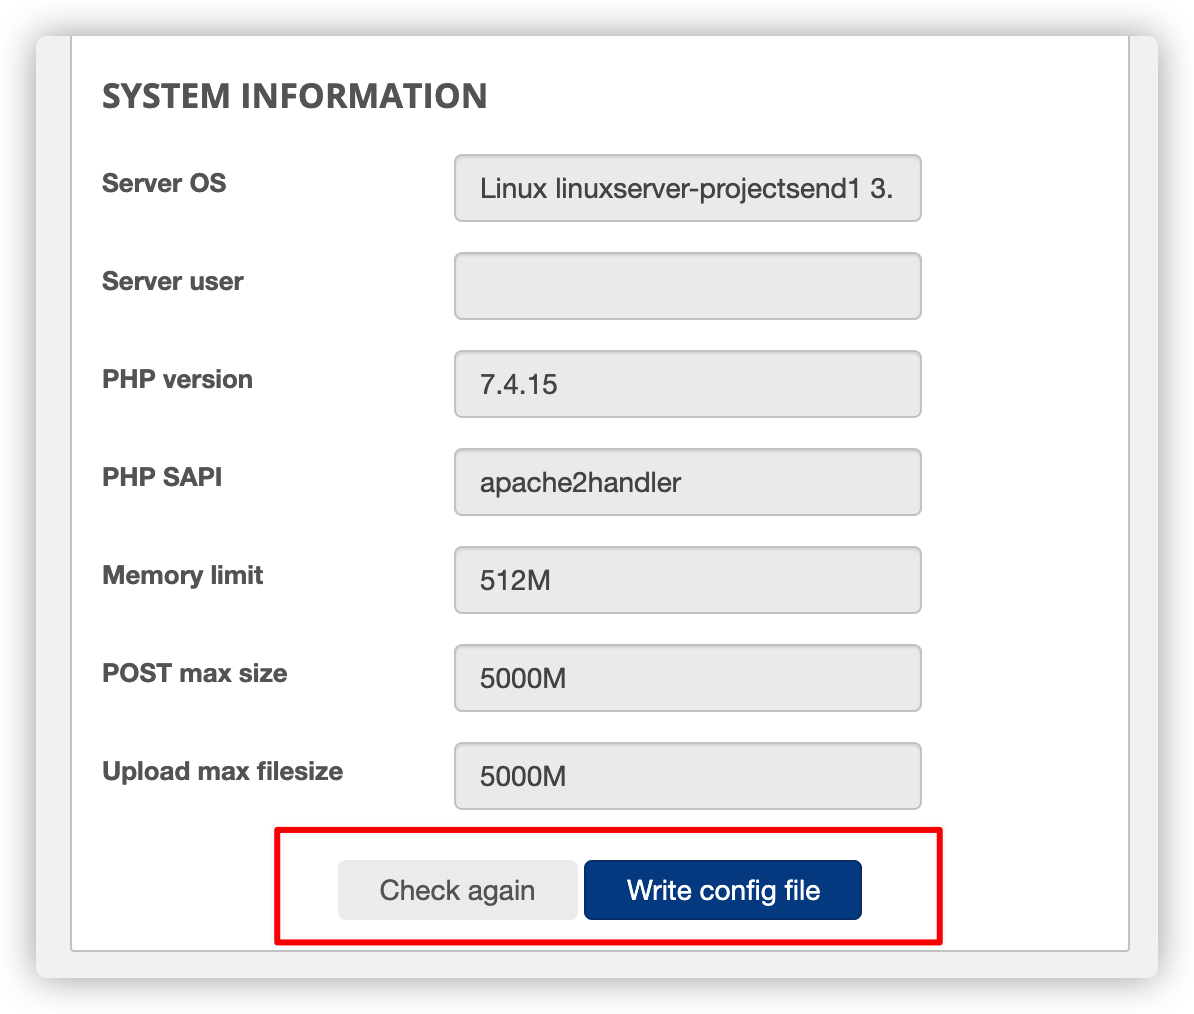 SYSTEM INFORMATION
Server OS
Linux linuxserver-projectsend1 3.
Server user
PHP version
7.4.15
PHP SAPI
apache2handler
Memory limit
512M
POST max size
5000M
Upload max filesize
5000M
Check again
Write config file